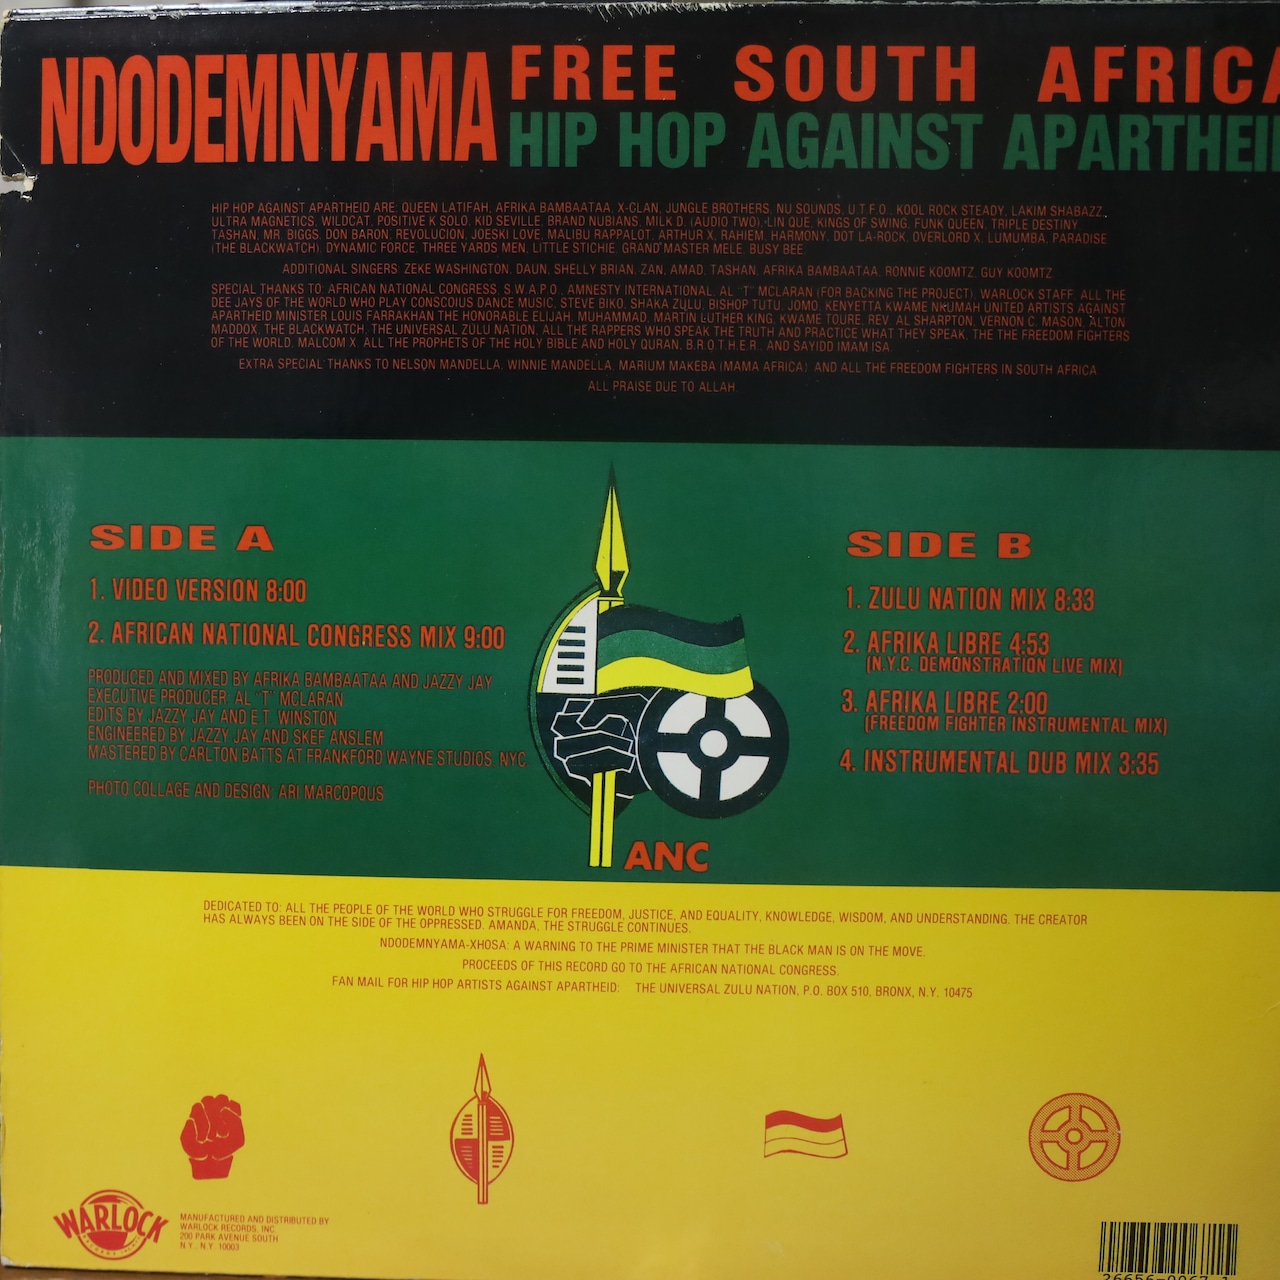 NDODEMNYAMA
FREE SOUTH AFRICA
HIP HOP AGAINST APARTHEI
HIP HOP AGAINST APARTHEID ARE: QUEEN LATIFAH, AFRIKA BAMBAATAA, X-CLAN, JUNGLE BROTHERS, NU SOUNDS, U.T.F.O., KOOL ROCK STEADY, LAKIM SHABAZZ,
ULTRA MAGNETICS, WILDCAT, POSITIVE K SOLO, KID SEVILLE, BRAND NUBIANS, MILK D. (AUDIO TWO), LIN QUE, KINGS OF SWING, FUNK QUEEN, TRIPLE DESTINY,
TASHAN, MR. BIGGS, DON BARON, REVOLUCION, JOESKI LOVE, MALIBU RAPPALOT, ARTHUR X, RAHIEM, HARMONY, DOT LA-ROCK, OVERLORD X, LUMUMBA, PARADISE
(THE BLACKWATCH), DYNAMIC FORCE, THREE YARDS MEN, LITTLE STICHIE, GRAND MASTER MELE, BUSY BEE.
ADDITIONAL SINGERS: ZEKE WASHINGTON, DAUN, SHELLY BRIAN, ZAN, AMAD, TASHAN, AFRIKA BAMBAATAA, RONNIE KOOMTZ, GUY KOOMTZ
SPECIAL THANKS TO: AFRICAN NATIONAL CONGRESS, S.W.A.P.O., AMNESTY INTERNATIONAL, AL "T" MCLARAN (FOR BACKING THE PROJECT), WARLOCK STAFF, ALL THE
DEE JAYS OF THE WORLD WHO PLAY CONSCOIUS DANCE MUSIC, STEVE BIKO, SHAKA ZULU, BISHOP TUTU, JOMO, KENYETTA KWAME NKUMAH UNITED ARTISTS AGAINST
APARTHEID MINISTER LOUIS FARRAKHAN THE HONORABLE ELIJAH, MUHAMMAD, MARTIN LUTHER KING, KWAME TOURE, REV. AL SHARPTON, VERNON C. MASON, ALTON
MADDOX, THE BLACKWATCH, THE UNIVERSAL ZULU NATION, ALL THE RAPPERS WHO SPEAK THE TRUTH AND PRACTICE WHAT THEY SPEAK, THE THE FREEDOM FIGHTERS
OF THE WORLD, MALCOM X, ALL THE PROPHETS OF THE HOLY BIBLE AND HOLY QURAN, B.R.O.T.H.E.R., AND SAYIDD IMAM ISA.
EXTRA SPECIAL THANKS TO NELSON MANDELLA, WINNIE MANDELLA, MARIUM MAKEBA (MAMA AFRICA) AND ALL THE FREEDOM FIGHTERS IN SOUTH AFRICA
ALL PRAISE DUE TO ALLAH.
SIDE A
1. VIDEO VERSION 8:00
2. AFRICAN NATIONAL CONGRESS MIX 9:00
PRODUCED AND MIXED BY AFRIKA BAMBAATAA AND JAZZY JAY
EXECUTIVE PRODUCER: AL "T" MCLARAN
EDITS BY JAZZY JAY AND E.T. WINSTON
ENGINEERED BY JAZZY JAY AND SKEF ANSLEM
MASTERED BY CARLTON BATTS AT FRANKFORD WAYNE STUDIOS, NYC
PHOTO COLLAGE AND DESIGN: ARI MARCOPOUS
SIDE B
1. ZULU NATION MIX 8:33
2. AFRIKA LIBRE 4:53
(N.Y.C. DEMONSTRATION LIVE MIX)
3. AFRIKA LIBRE 2:00
(FREEDOM FIGHTER INSTRUMENTAL MIX)
4. INSTRUMENTAL DUB MIX 3:35
ANC
DEDICATED TO: ALL THE PEOPLE OF THE WORLD WHO STRUGGLE FOR FREEDOM, JUSTICE, AND EQUALITY, KNOWLEDGE, WISDOM, AND UNDERSTANDING. THE CREATOR
HAS ALWAYS BEEN ON THE SIDE OF THE OPPRESSED. AMANDA, THE STRUGGLE CONTINUES.
NDODEMNYAMA-XHOSA: A WARNING TO THE PRIME MINISTER THAT THE BLACK MAN IS ON THE MOVE.
PROCEEDS OF THIS RECORD GO TO THE AFRICAN NATIONAL CONGRESS.
FAN MAIL FOR HIP HOP ARTISTS AGAINST APARTHEID: THE UNIVERSAL ZULU NATION, P.O. BOX 510, BRONX, N.Y. 10475
WARLOCK
RECORDS
MANUFACTURED AND DISTRIBUTED BY
WARLOCK RECORDS, INC
200 PARK AVENUE SOUTH
N.Y., N.Y. 10003